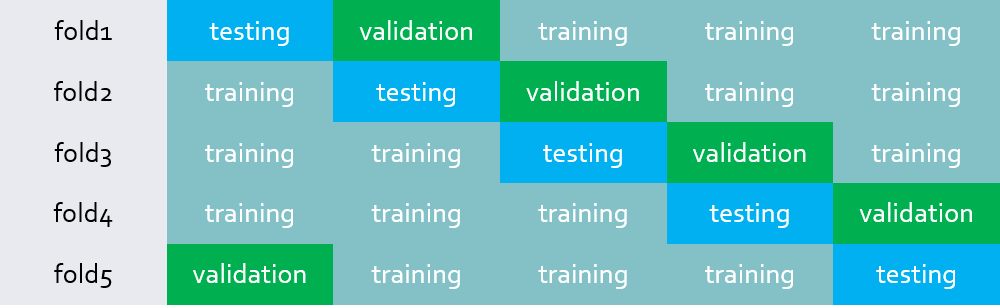 fold1 testing validation training training training
fold2 training testing validation training training
fold3 training training testing validation training
fold4 training training training testing validation
fold5 validation training training training testing